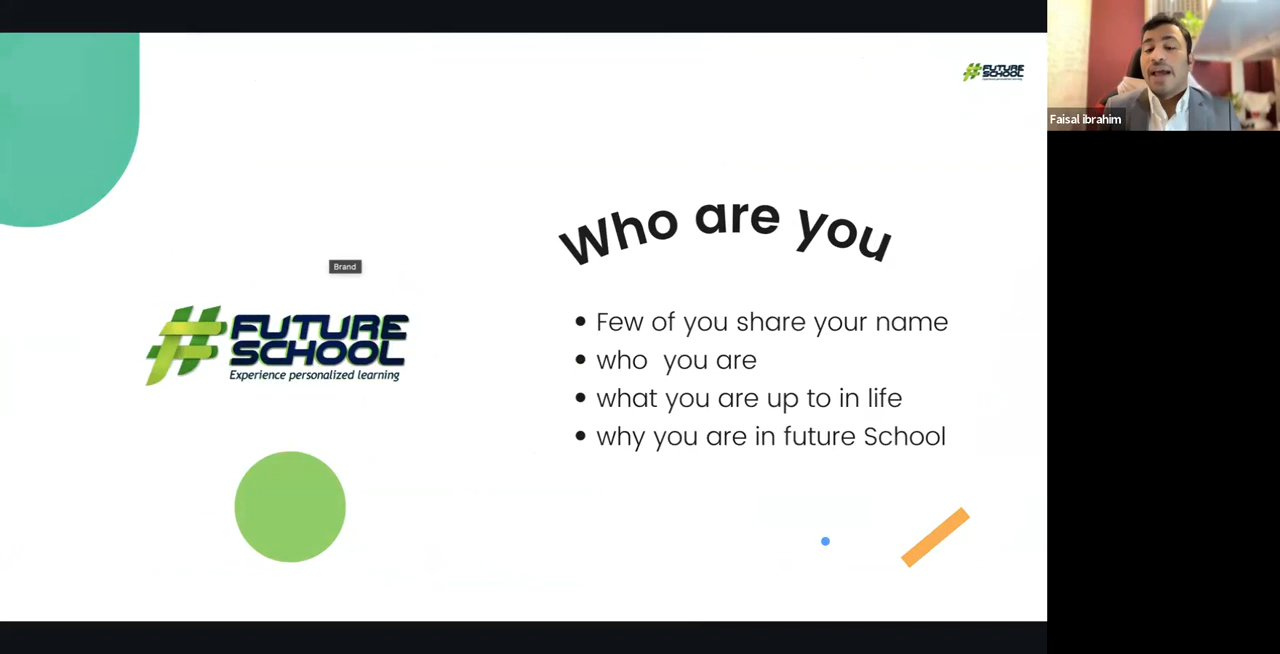 FUTURE
SCHOOL
Faisal ibrahim
Who are you
Brand
FUTURE
SCHOOL
Experience personalized learning
• Few of you share your name
• who  you are
• what you are up to in life
• why you are in future School